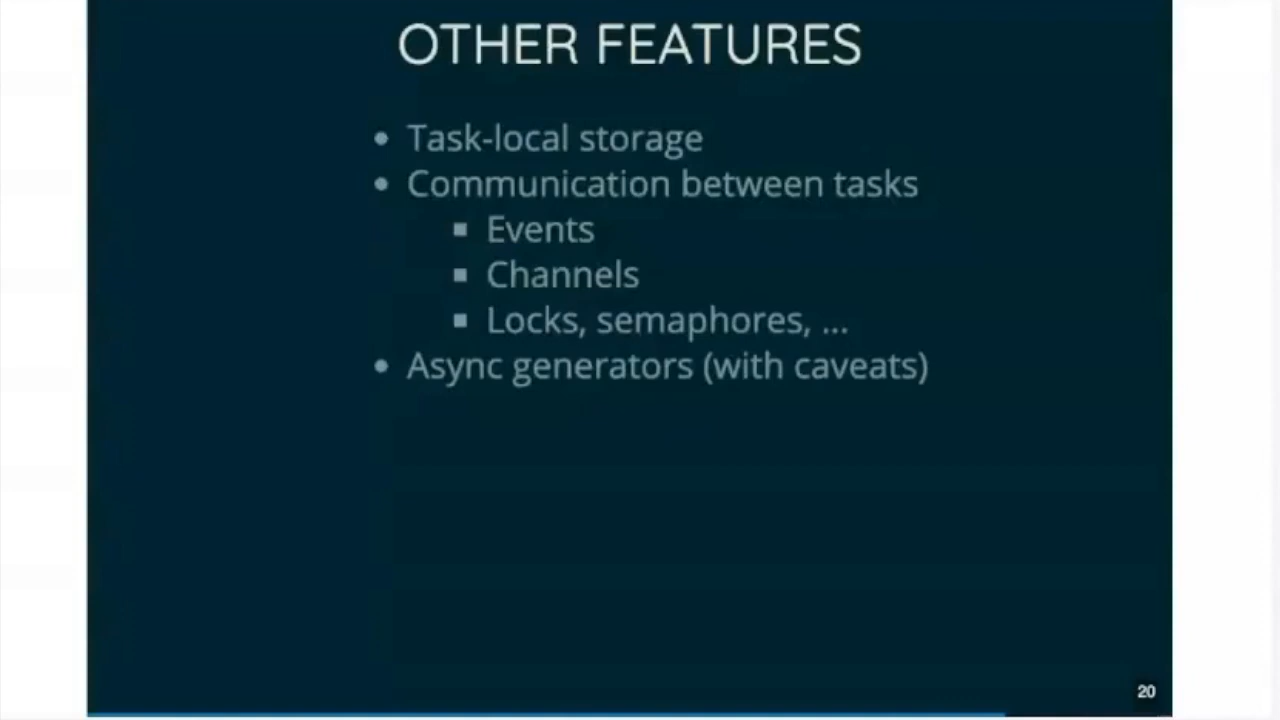 OTHER FEATURES
Task-local storage
Communication between tasks
Events
Channels
Locks, semaphores, ...
Async generators (with caveats)
20